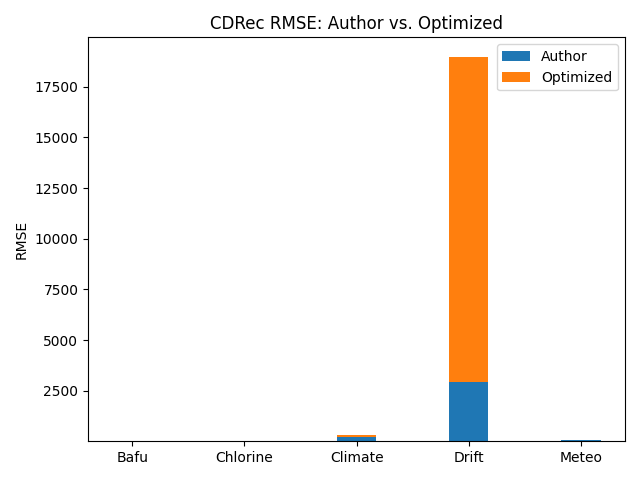 CDRec RMSE: Author vs. Optimized
Author
Optimized
17500
15000
12500
10000
7500
5000
2500
RMSE
Bafu
Chlorine
Climate
Drift
Meteo